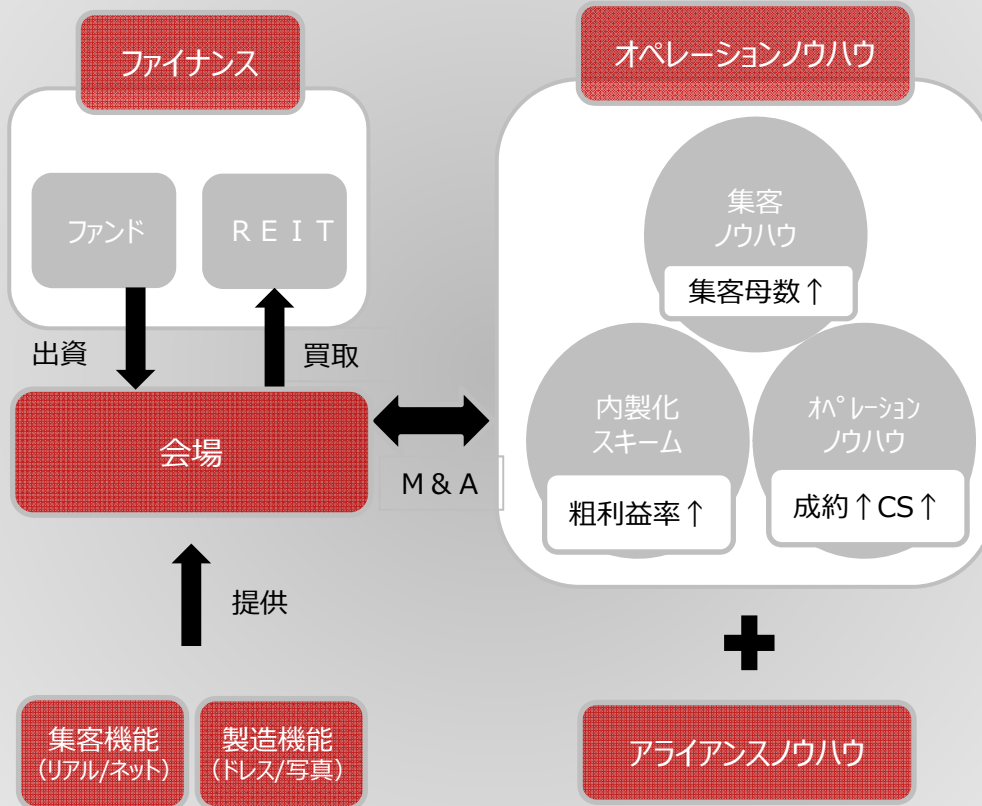 ファイナンス
ファンド
ＲＥＩＴ
出資
買取
会場
Ｍ＆Ａ
提供
集客機能
（リアル/ネット）
製造機能
（ドレス/写真）
オペレーションノウハウ
集客
ノウハウ
集客母数↑
内製化
スキーム
粗利益率↑
ｵﾍﾟﾚｰｼｮﾝ
ノウハウ
成約↑CS↑
アライアンスノウハウ